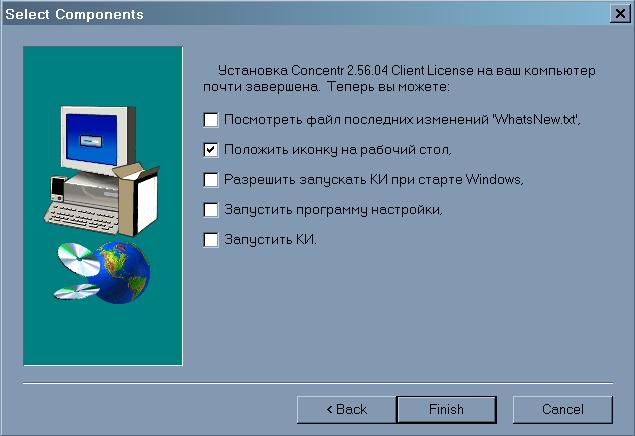 Select Components
Установка Concentr 2.56.04 Client License на ваш компьютер
почти завершена. Теперь вы можете:
Посмотреть файл последних изменений 'WhatsNew.txt',
Положить иконку на рабочий стол,
Разрешить запускать КИ при старте Windows,
Запустить программу настройки,
Запустить КИ.
< Back
Finish
Cancel